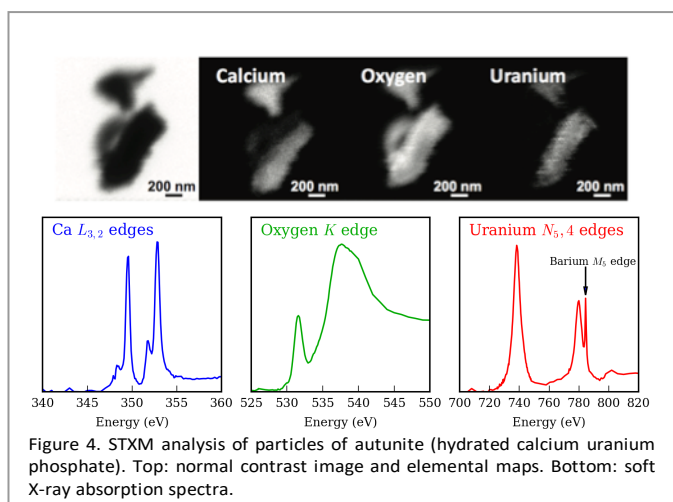 Calcium Oxygen Uranium
200 nm 200 nm 200 nm 200 nm
Ca L3,2 edges
340 345 350 355 360
Energy (eV)
Oxygen K edge
525 530 535 540 545 550
Energy (eV)
Uranium N5,4 edges
Barium M5 edge
700 720 740 760 780 800 820
Energy (eV)
Figure 4. STXM analysis of particles of autunite (hydrated calcium uranium
phosphate). Top: normal contrast image and elemental maps. Bottom: soft
X-ray absorption spectra.